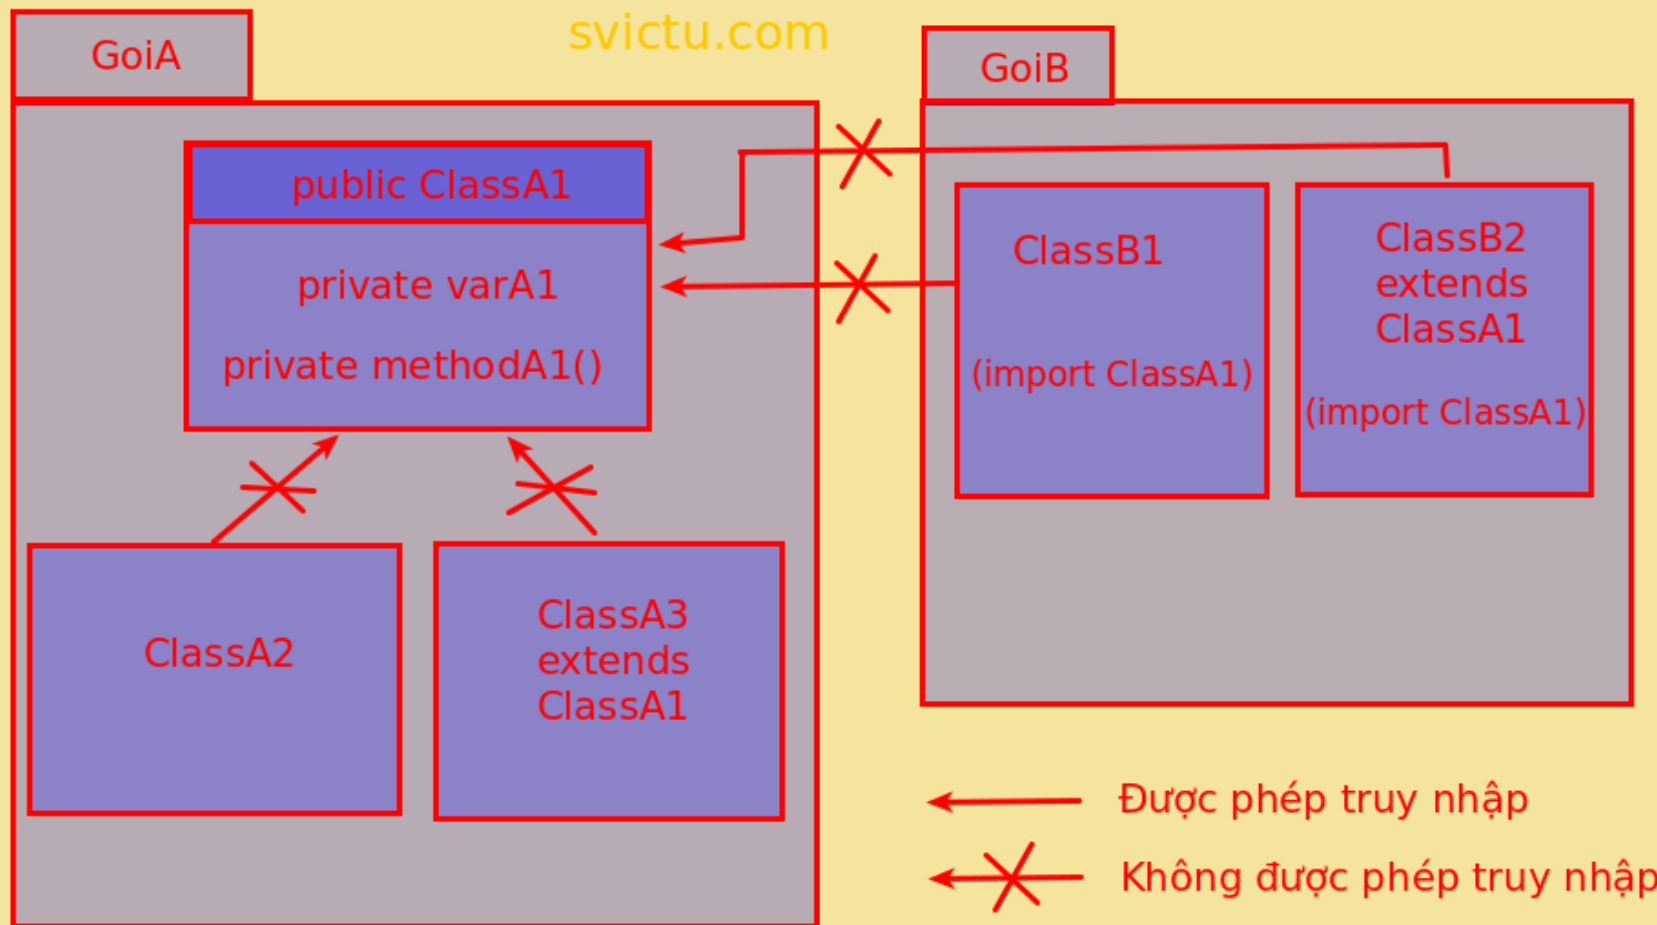 svictu.com
GoiA
public ClassA1
private varA1
private methodA1()
ClassA2
ClassA3
extends
ClassA1
GoiB
ClassB1
(import ClassA1)
ClassB2
extends
ClassA1
(import ClassA1)
Được phép truy nhập
Không được phép truy nhập